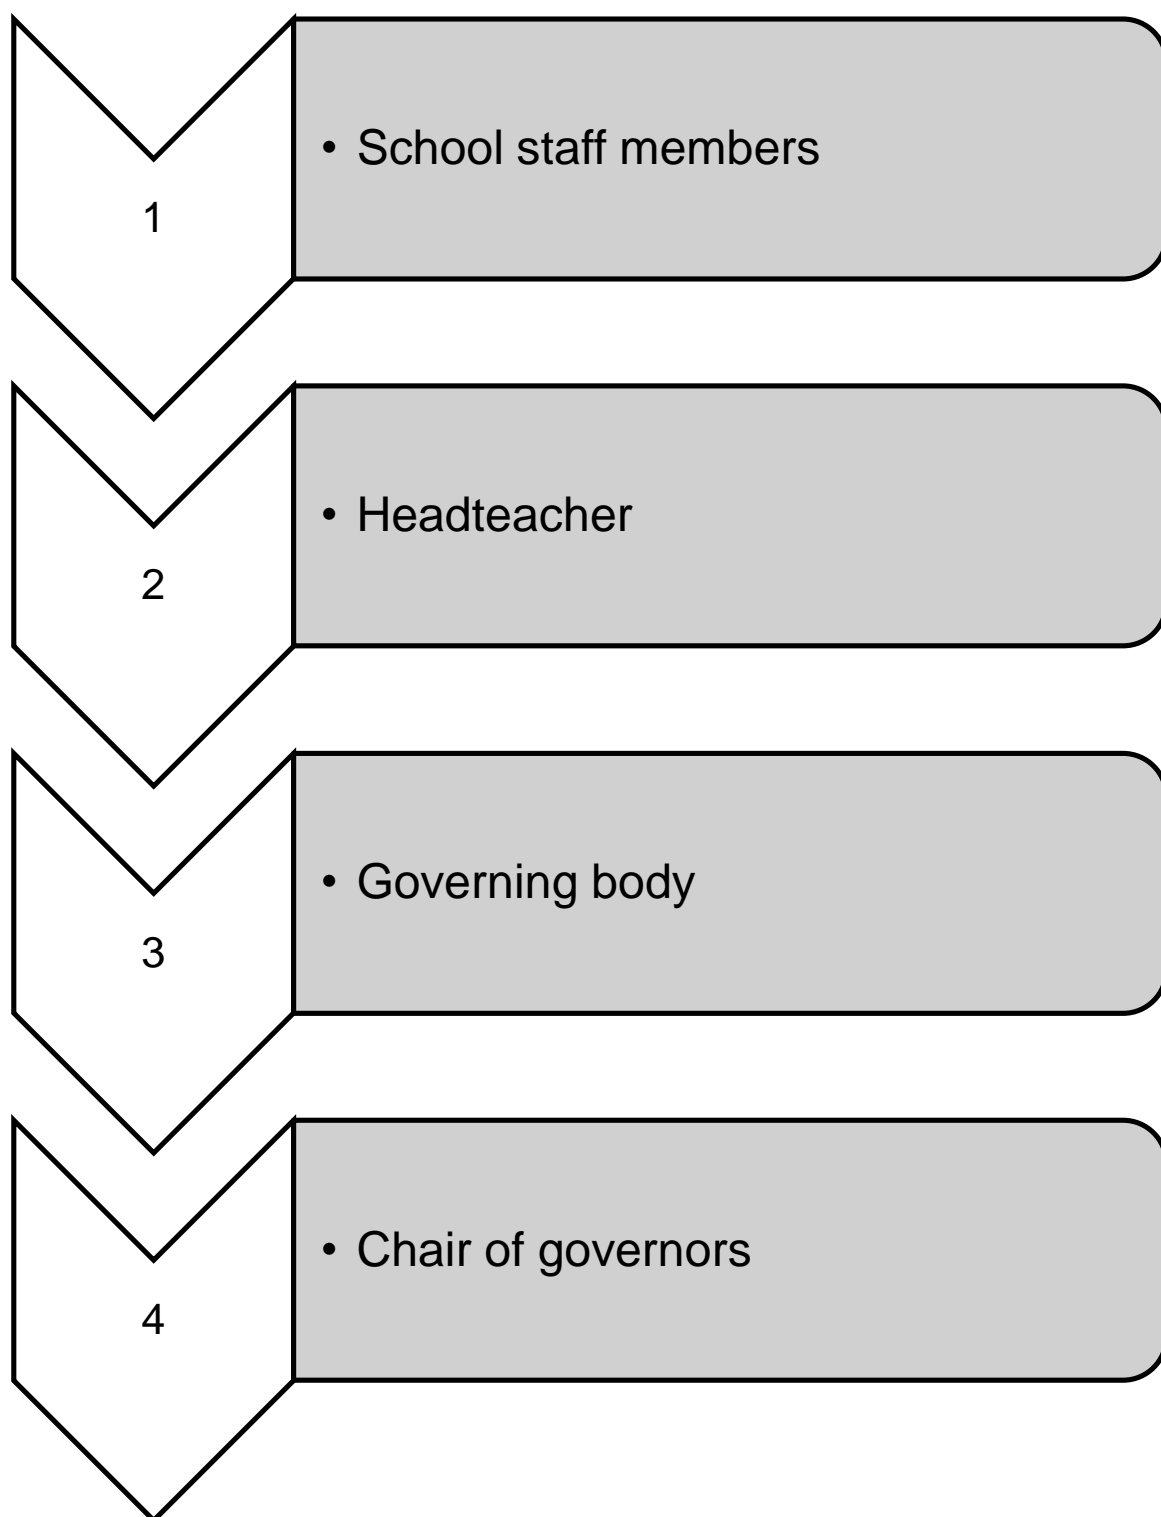 1
• School staff members
2
• Headteacher
3
• Governing body
4
• Chair of governors